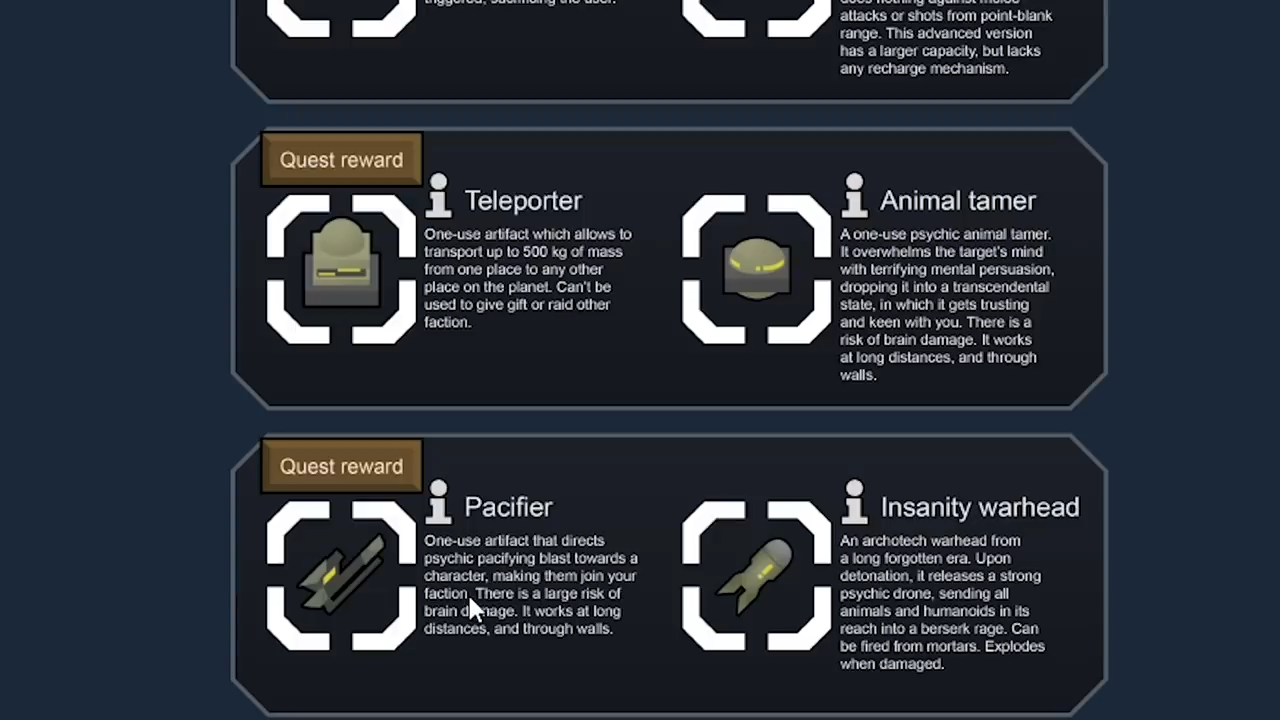 attacks or shots from point-blank
range. This advanced version
has a larger capacity, but lacks
any recharge mechanism.
Quest reward
Teleporter
One-use artifact which allows to
transport up to 500 kg of mass
from one place to any other
place on the planet. Can't be
used to give gift or raid other
faction.
Animal tamer
A one-use psychic animal tamer.
It overwhelms the target's mind
with terrifying mental persuasion,
dropping it into a transcendental
state, in which it gets trusting
and keen with you. There is a
risk of brain damage. It works
at long distances, and through
walls.
Quest reward
Pacifier
One-use artifact that directs
psychic pacifying blast towards a
character, making them join your
faction. There is a large risk of
brain damage. It works at long
distances, and through walls.
Insanity warhead
An archotech warhead from
a long forgotten era. Upon
detonation, it releases a strong
psychic drone, sending all
animals and humanoids in its
reach into a berserk rage. Can
be fired from mortars. Explodes
when damaged.